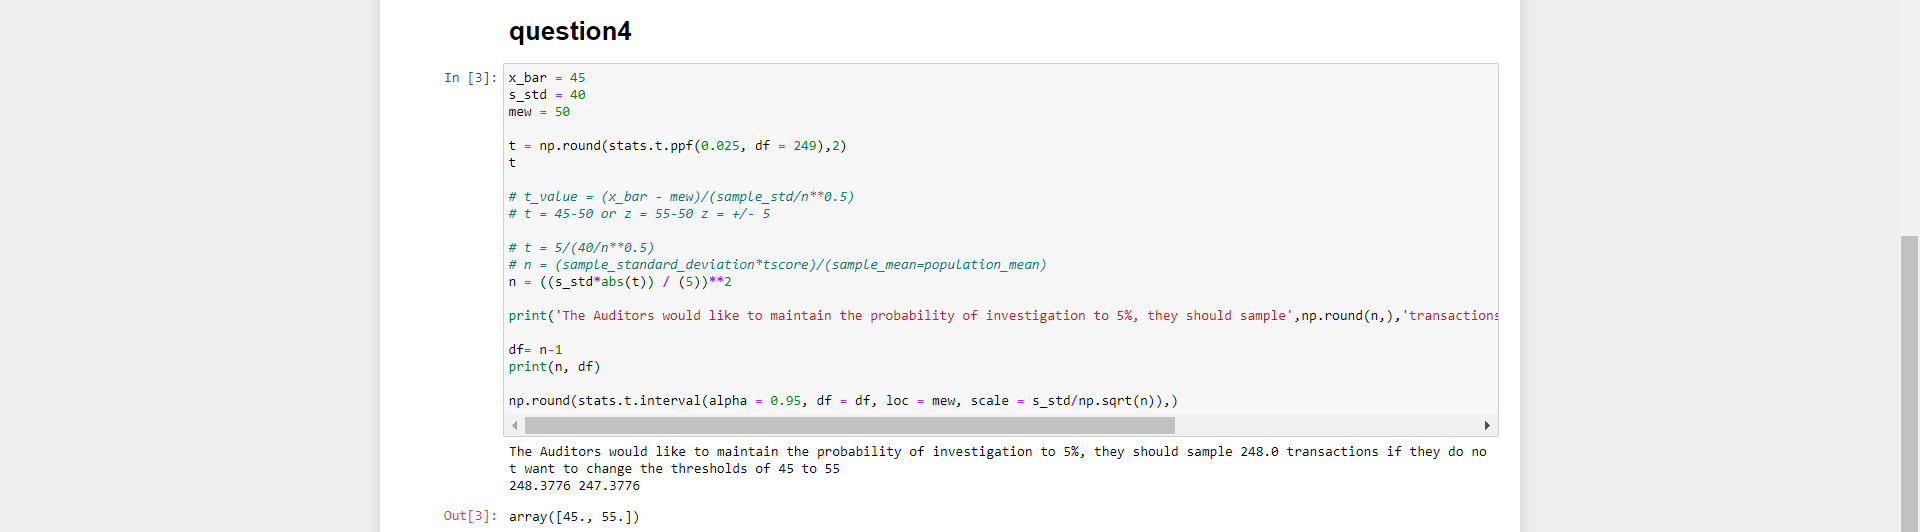 question4
In [3]: x_bar = 45
s_std = 40
mew = 50
t = np.round(stats.t.ppf(0.025, df = 249),2)
t
# t_value = (x_bar - mew)/(sample_std/n**0.5)
# t = 45-50 or z = 55-50 z = +/- 5
# t = 5/(40/n**0.5)
# n = (sample_standard_deviation*tscore)/(sample_mean=population_mean)
n = ((s_std*abs(t)) / (5))**2
print('The Auditors would like to maintain the probability of investigation to 5%, they should sample',np.round(n,),'transactions
df= n-1
print(n, df)
np.round(stats.t.interval(alpha = 0.95, df = df, loc = mew, scale = s_std/np.sqrt(n)),)
The Auditors would like to maintain the probability of investigation to 5%, they should sample 248.0 transactions if they do no
t want to change the thresholds of 45 to 55
248.3776 247.3776
Out[3]: array([45., 55.])